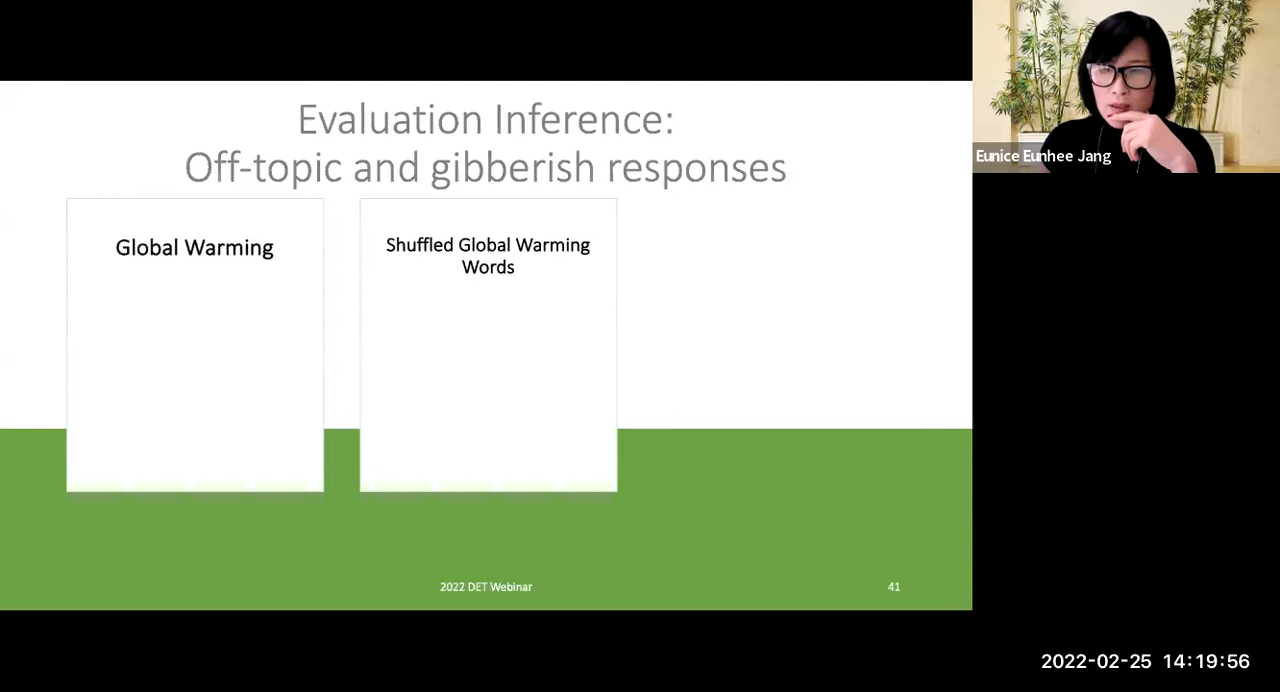 Evaluation Inference:
Off-topic and gibberish responses
Global Warming
Shuffled Global Warming
Words
2022 DET Webinar
41
Eunice Eunhee Jang
2022-02-25 14:19:56